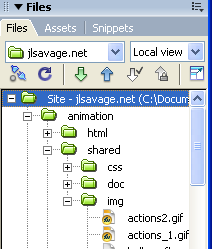 Files
Files Assets Snippets
jlsavage.net Local view
Site - jlsavage.net (C:\Docum
animation
html
shared
css
doc
img
actions2.gif
actions_1.gif